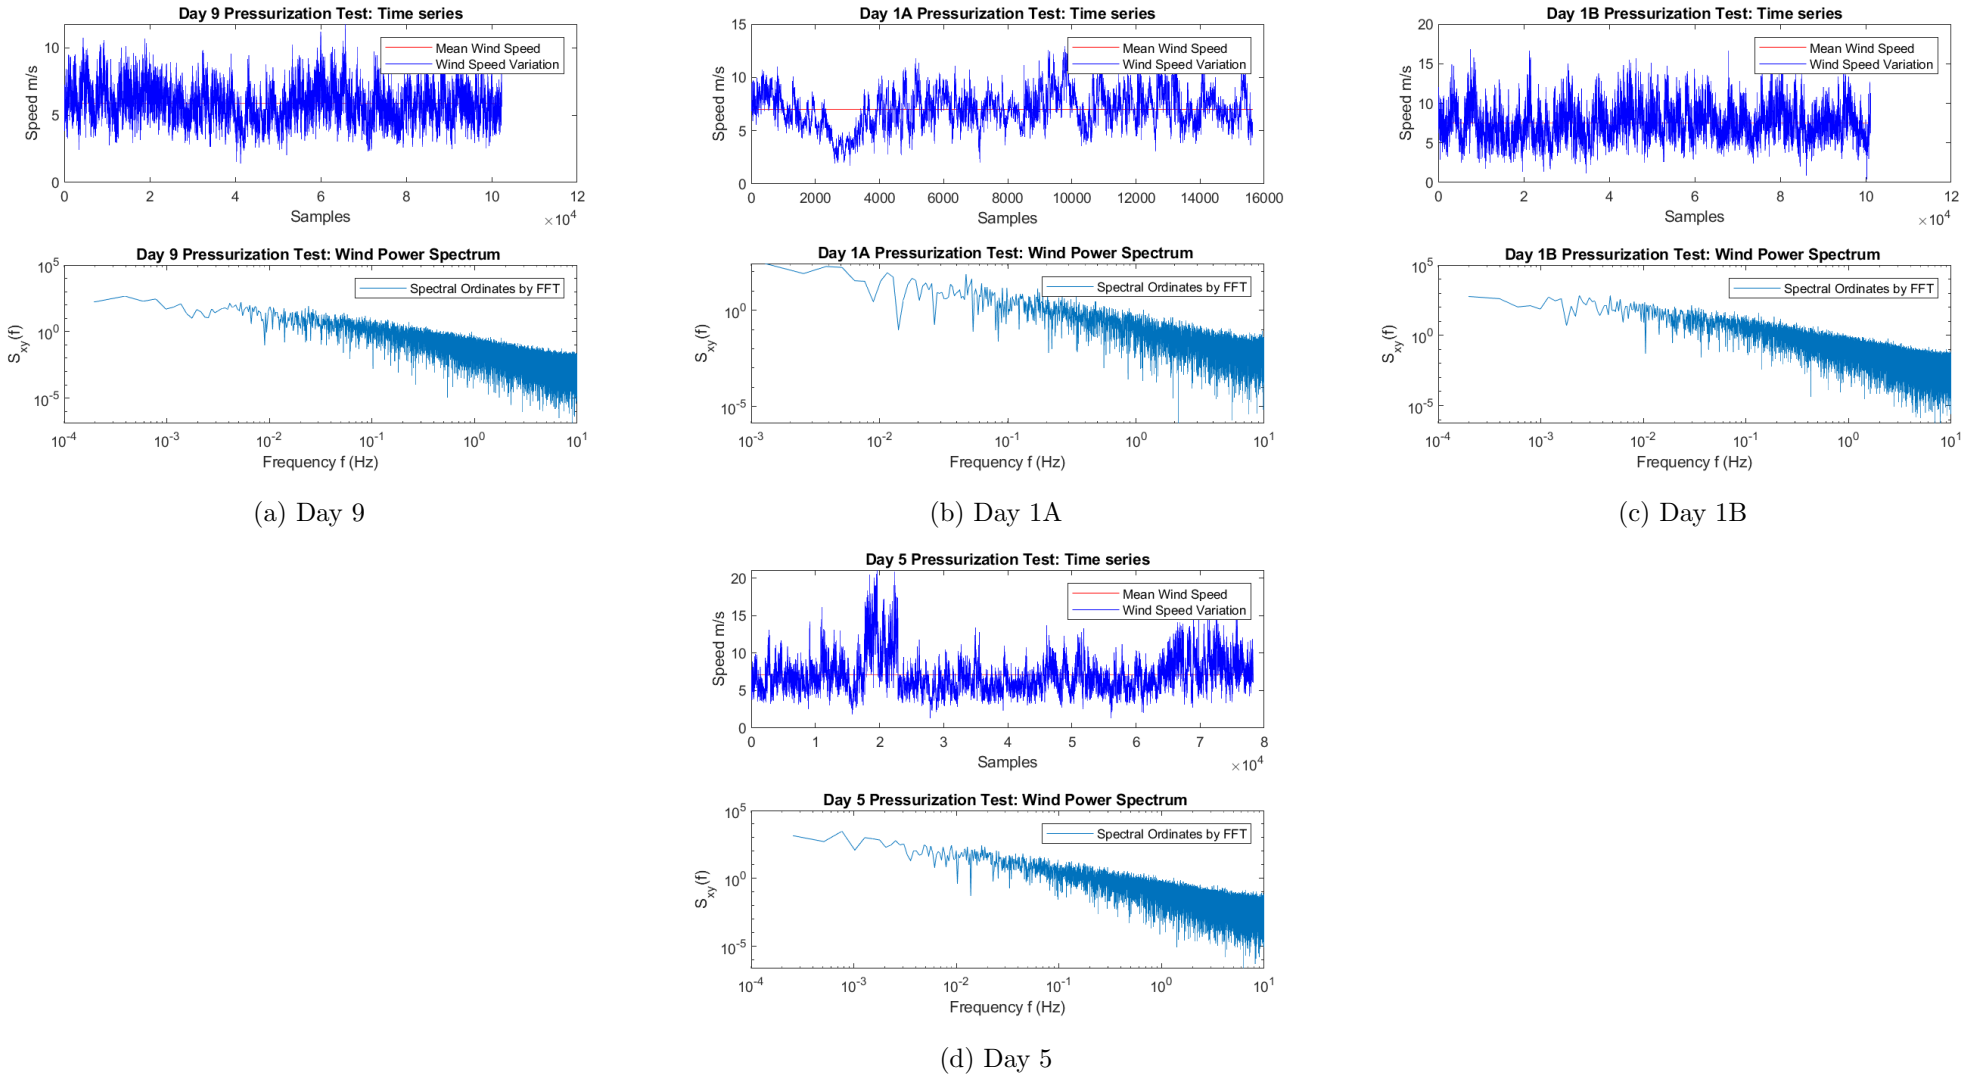 Day 9 Pressurization Test: Time series
Speed m/s
10
5
0
Mean Wind Speed
Wind Speed Variation
0 2 4 6 8 10 12
Samples
×10^4
Day 9 Pressurization Test: Wind Power Spectrum
S_xy(f)
10^5
10^0
10^-5
Spectral Ordinates by FFT
10^-4 10^-3 10^-2 10^-1 10^0 10^1
Frequency f (Hz)
(a) Day 9
Day 1A Pressurization Test: Time series
Speed m/s
15
10
5
0
Mean Wind Speed
Wind Speed Variation
0 2000 4000 6000 8000 10000 12000 14000 16000
Samples
Day 1A Pressurization Test: Wind Power Spectrum
S_xy(f)
10^0
10^-5
Spectral Ordinates by FFT
10^-3 10^-2 10^-1 10^0 10^1
Frequency f (Hz)
(b) Day 1A
Day 1B Pressurization Test: Time series
Speed m/s
20
15
10
5
0
Mean Wind Speed
Wind Speed Variation
0 2 4 6 8 10 12
Samples
×10^4
Day 1B Pressurization Test: Wind Power Spectrum
S_xy(f)
10^5
10^0
10^-5
Spectral Ordinates by FFT
10^-4 10^-3 10^-2 10^-1 10^0 10^1
Frequency f (Hz)
(c) Day 1B
Day 5 Pressurization Test: Time series
Speed m/s
20
15
10
5
0
Mean Wind Speed
Wind Speed Variation
0 1 2 3 4 5 6 7 8
Samples
×10^4
Day 5 Pressurization Test: Wind Power Spectrum
S_xy(f)
10^5
10^0
10^-5
Spectral Ordinates by FFT
10^-4 10^-3 10^-2 10^-1 10^0 10^1
Frequency f (Hz)
(d) Day 5